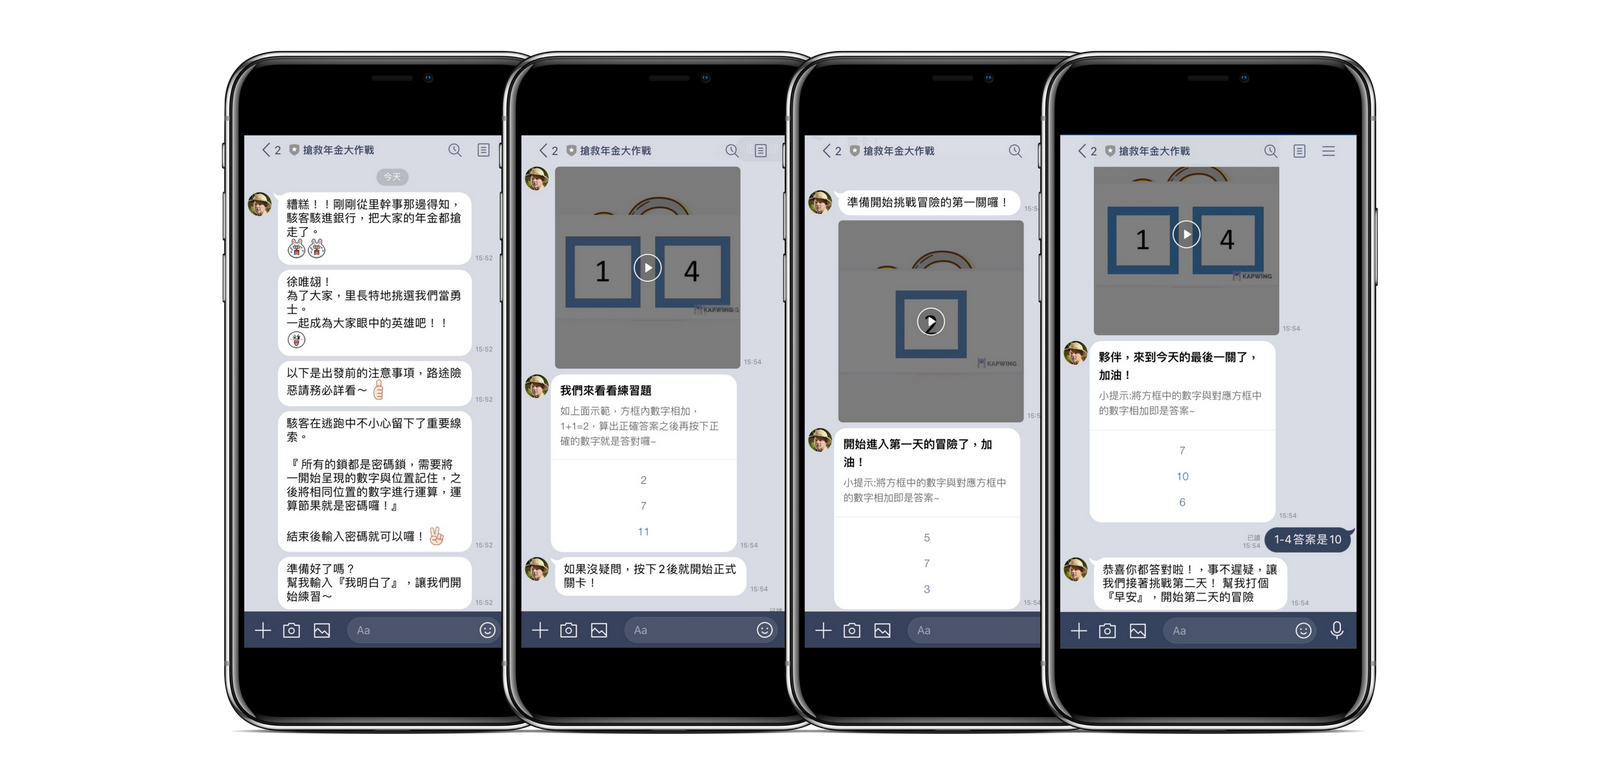 2 搶救年金大作戰
今天
糟糕！！剛剛從里幹事那邊得知，
駭客駭進銀行，把大家的年金都搶
走了。
15:52
徐唯翊！
為了大家，里長特地挑選我們當勇
士。
一起成為大家眼中的英雄吧！！
15:52
以下是出發前的注意事項，路途險
惡請務必詳看～
15:52
駭客在逃跑中不小心留下了重要線
索。
『 所有的鎖都是密碼鎖，需要將
一開始呈現的數字與位置記住，之
後將相同位置的數字進行運算，運
算節果就是密碼囉！』
結束後輸入密碼就可以囉！
15:52
準備好了嗎？
幫我輸入『我明白了』，讓我們開
始練習～
15:52
Aa
2 搶救年金大作戰
1 4
KAPWING
15:54
我們來看看練習題
如上面示範，方框內數字相加，
1+1=2，算出正確答案之後再按下正
確的數字就是答對囉~
2
7
11
15:54
如果沒疑問，按下2後就開始正式
關卡！
15:54
Aa
2 搶救年金大作戰
準備開始挑戰冒險的第一關囉！
15:5
2
KAPWING
15:5
開始進入第一天的冒險了，加
油！
小提示:將方框中的數字與對應方框中
的數字相加即是答案~
5
7
3
15:54
Aa
2 搶救年金大作戰
1 4
KAPWING
15:54
夥伴，來到今天的最後一關了，
加油！
小提示:將方框中的數字與對應方框中
的數字相加即是答案~
7
10
6
15:54
已讀
15:54
1-4答案是10
恭喜你都答對啦！，事不遲疑，讓
我們接著挑戰第二天！ 幫我打個
『早安』，開始第二天的冒險
15:54
Aa